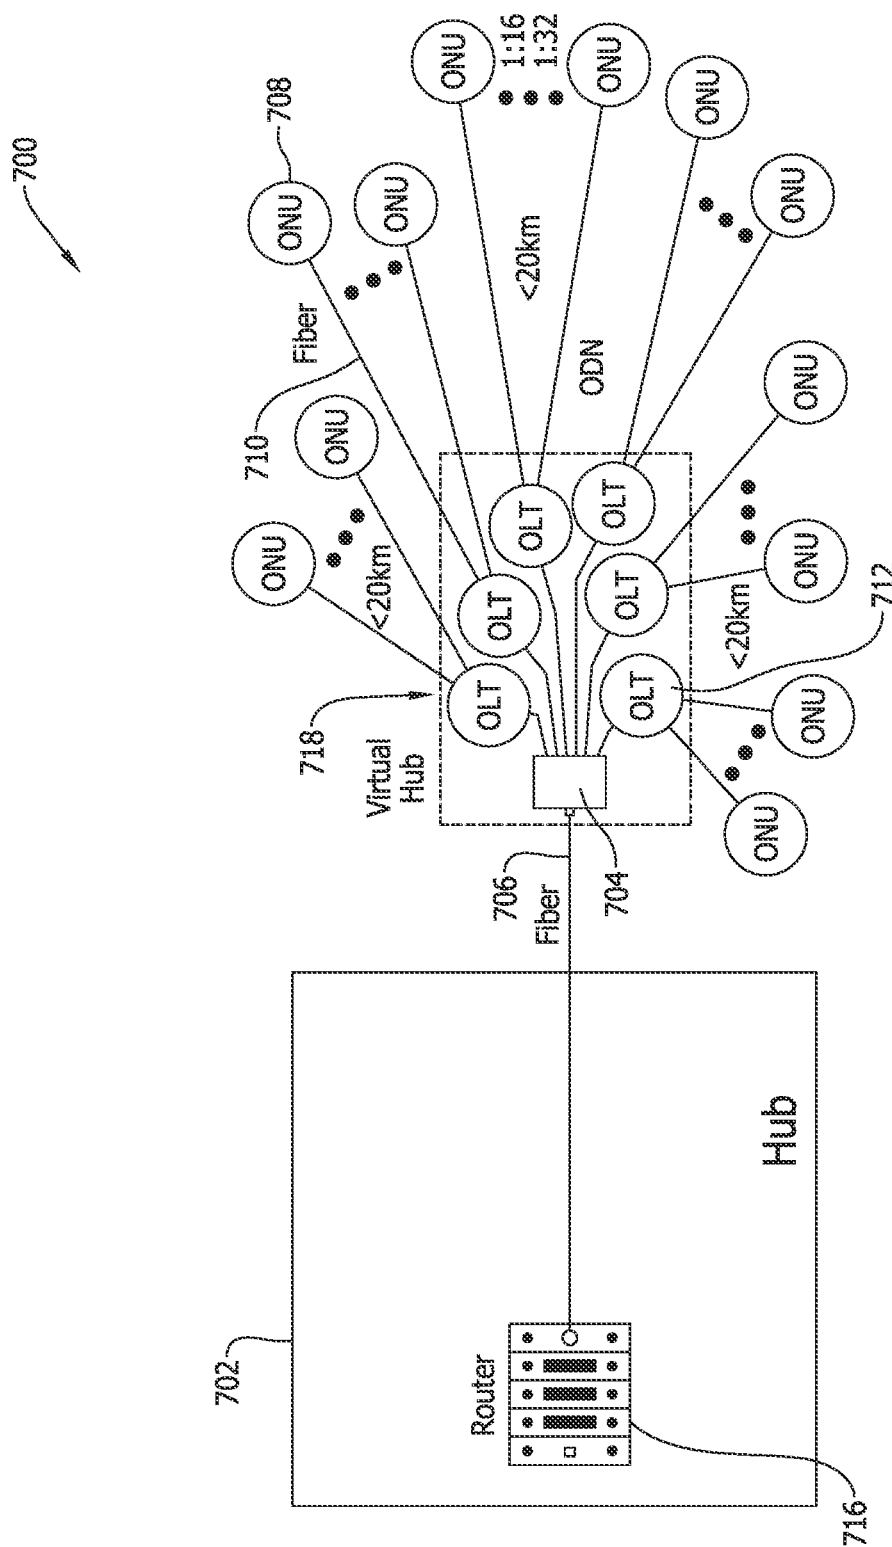 700
702
708
710
ONU
ONU
Fiber
718
ONU
Virtual
Hub
<20km
ONU
ONU
Router
OLT
OLT
706
Fiber
1:16
1:32
<20km
OLT
ODN
ONU
704
OLT
OLT
OLT
ONU
<20km
ONU
Hub
ONU
ONU
ONU
ONU
716
712